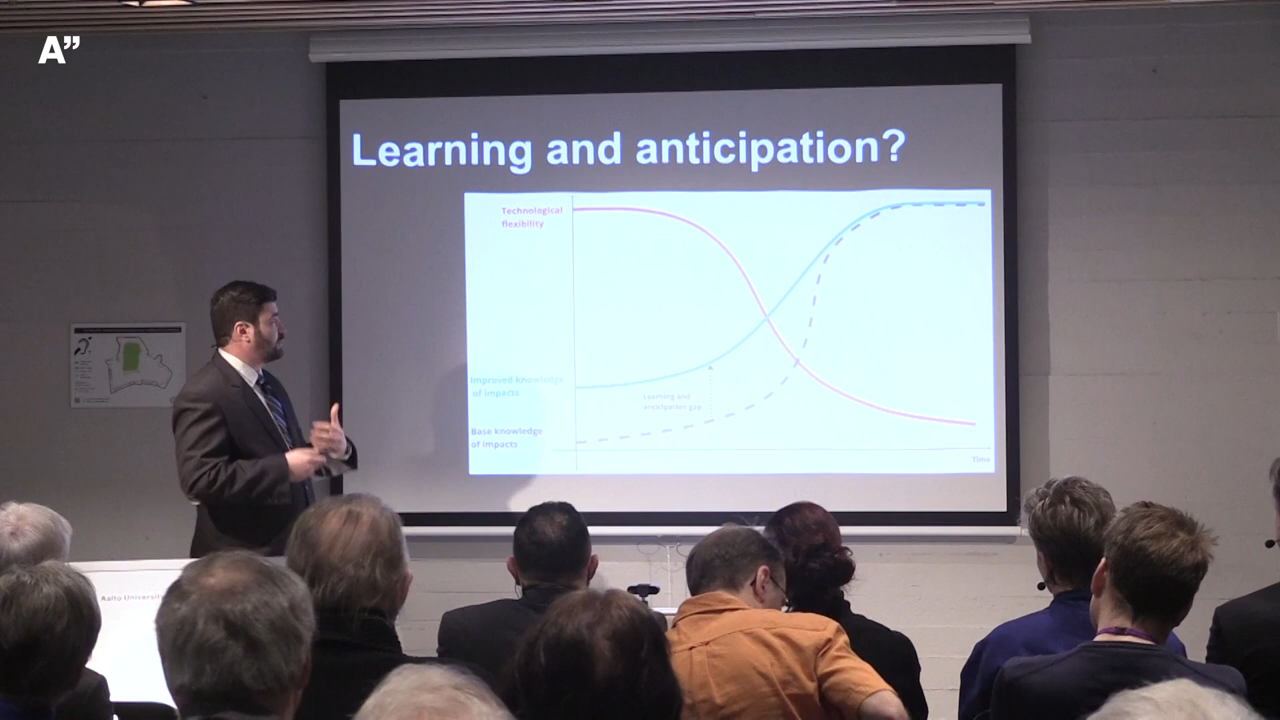 A”
Learning and anticipation?
Technological
flexibility
Improved knowledge
of impacts
Learning and
anticipation gap
Base knowledge
of impacts
Time
Aalto University